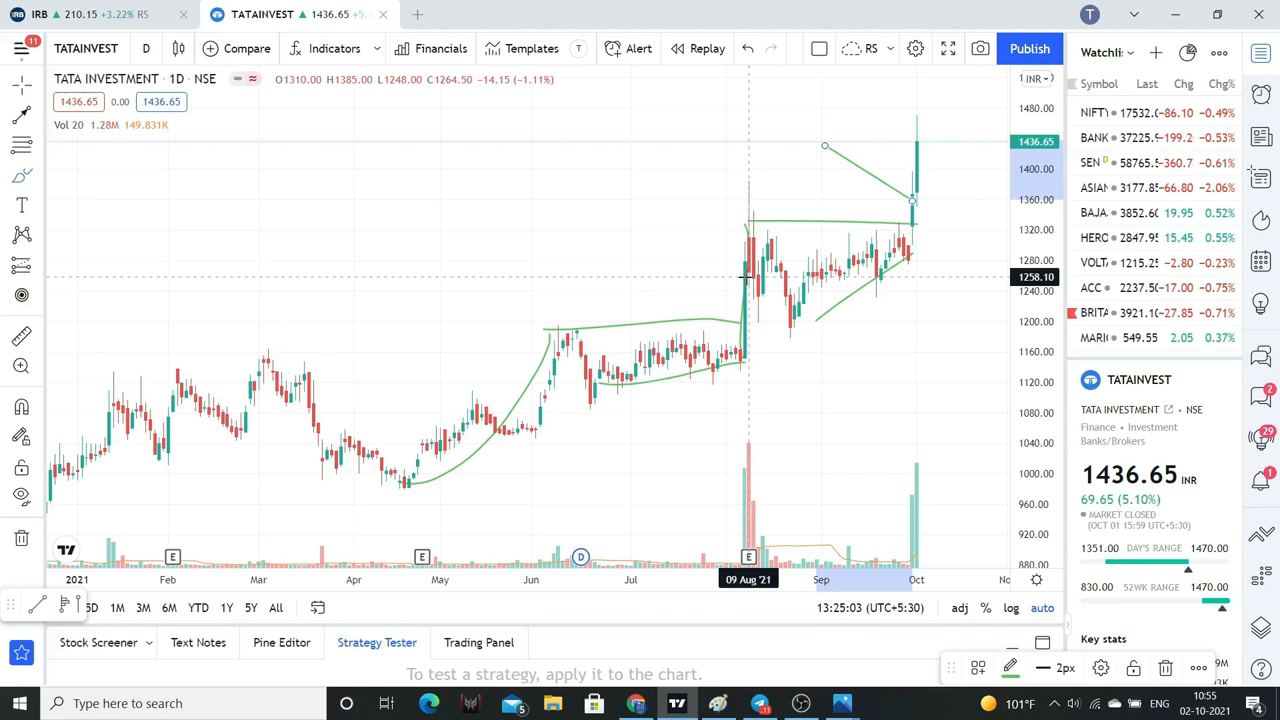 IRB ▲ 210.15 +3.22% RS
TATAINVEST ▲ 1436.65 +5.
T
11
TATAINVEST
D
Compare
Indicators
Financials
Templates
T
Alert
Replay
RS
Publish
TATA INVESTMENT · 1D · NSE
O1310.00 H1385.00 L1248.00 C1264.50 -14.15 (-1.11%)
1436.65 0.00 1436.65
Vol 20 1.28M 149.831K
INR
1480.00
1436.65
1400.00
1360.00
1320.00
1280.00
1258.10
1240.00
1200.00
1160.00
1120.00
1080.00
1040.00
1000.00
960.00
920.00
880.00
E
E
D
E
2021 Feb Mar Apr May Jun Jul 09 Aug '21 Sep Oct
5D 1M 3M 6M YTD 1Y 5Y All
13:25:03 (UTC+5:30)
adj % log auto
Stock Screener
Text Notes
Pine Editor
Strategy Tester
Trading Panel
To test a strategy, apply it to the chart.
2px
Watchli
Symbol Last Chg Chg%
NIFTY 17532.0 -86.10 -0.49%
BANK 37225.9 -199.2 -0.53%
SEN D 58765.5 -360.7 -0.61%
ASIAN 3177.85 -66.80 -2.06%
BAJA 3852.60 19.95 0.52%
HERO 2847.95 15.45 0.55%
VOLT 1215.25 -2.80 -0.23%
ACC 2237.50 -17.00 -0.75%
BRITA 3921.10 -27.85 -0.71%
MARI 549.55 2.05 0.37%
TATAINVEST
TATA INVESTMENT · NSE
Finance · Investment
Banks/Brokers
1436.65 INR
69.65 (5.10%)
MARKET CLOSED
(OCT 01 15:59 UTC+5:30)
1351.00 DAY'S RANGE 1470.00
830.00 52WK RANGE 1470.00
Key stats
2
29
1
Type here to search
5
11
101°F
ENG
10:55
02-10-2021
4